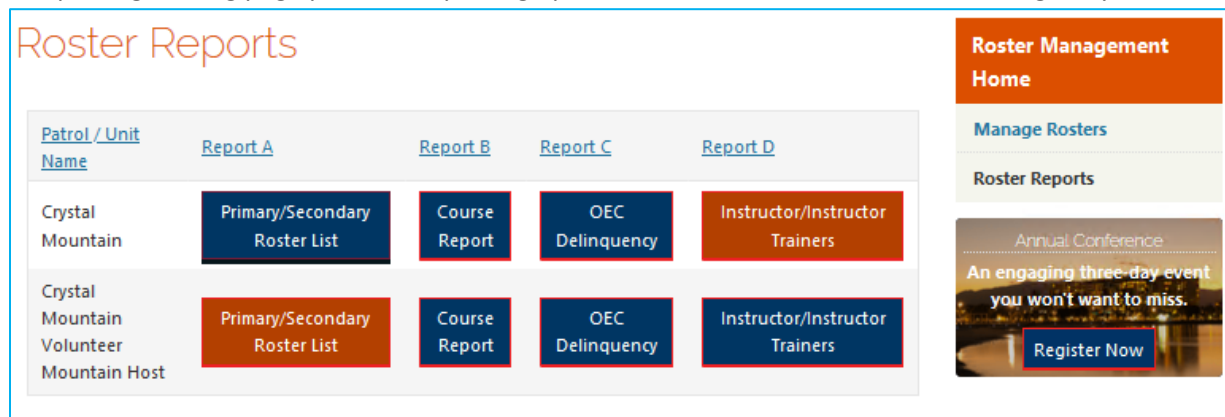 Roster Reports
Patrol / Unit
Name
Report A
Report B
Report C
Report D
Crystal
Mountain
Primary/Secondary
Roster List
Course
Report
OEC
Delinquency
Instructor/Instructor
Trainers
Crystal
Mountain
Volunteer
Mountain Host
Primary/Secondary
Roster List
Course
Report
OEC
Delinquency
Instructor/Instructor
Trainers
Roster Management
Home
Manage Rosters
Roster Reports
Annual Conference
An engaging three-day event
you won't want to miss.
Register Now